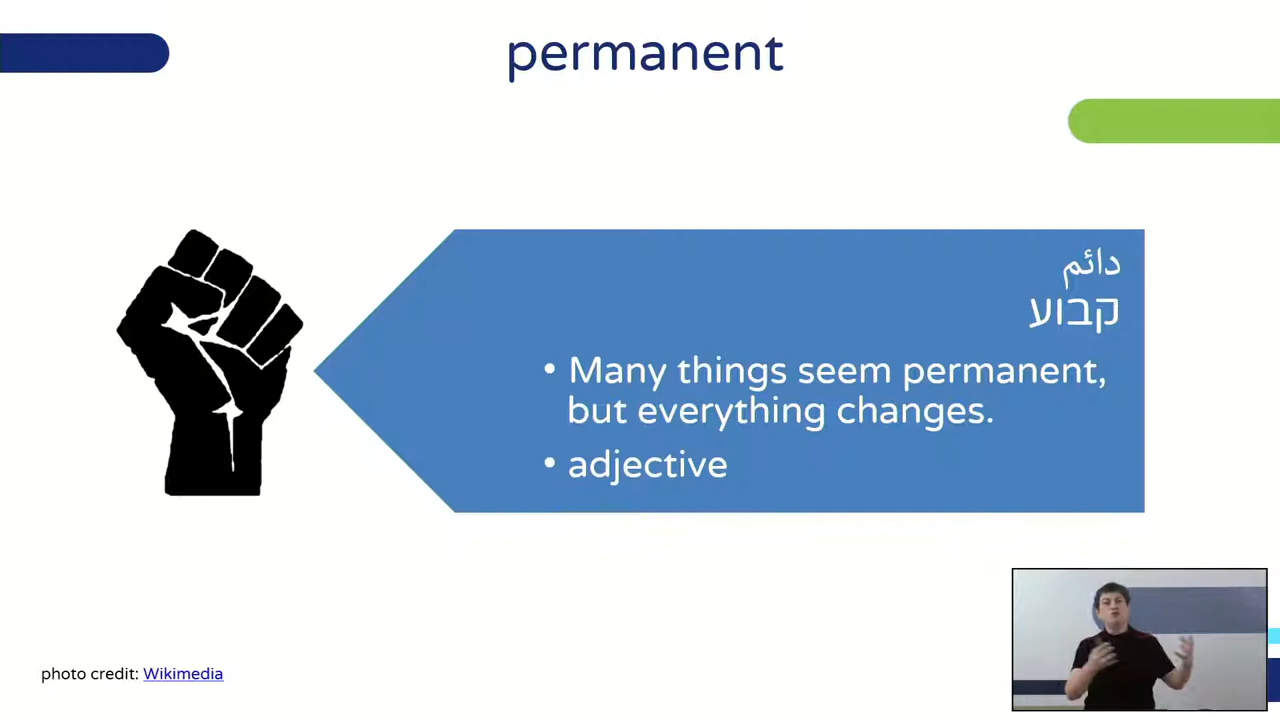 permanent
دائم
קבוע
• Many things seem permanent,
but everything changes.
• adjective
photo credit: Wikimedia